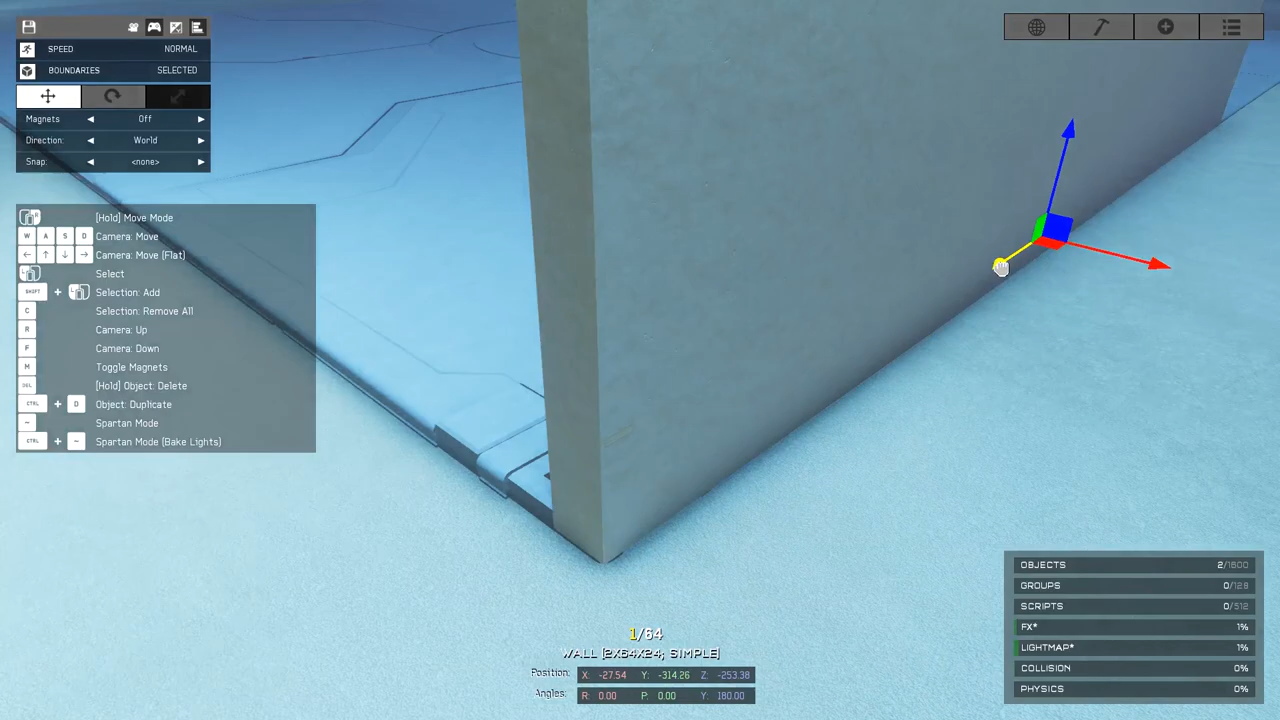 SPEED NORMAL
BOUNDARIES SELECTED
Magnets Off
Direction: World
Snap: <none>
R [Hold] Move Mode
W A S D Camera: Move
Camera: Move (Flat)
L Select
SHIFT + L Selection: Add
C Selection: Remove All
R Camera: Up
F Camera: Down
M Toggle Magnets
DEL [Hold] Object: Delete
CTRL + D Object: Duplicate
~ Spartan Mode
CTRL + ~ Spartan Mode (Bake Lights)
OBJECTS 2/1600
GROUPS 0/128
SCRIPTS 0/512
FX* 1%
LIGHTMAP* 1%
COLLISION 0%
PHYSICS 0%
1/64
WALL [2X64X24; SIMPLE]
Position: X: -27.54 Y: -314.26 Z: -253.38
Angles: R: 0.00 P: 0.00 Y: 180.00